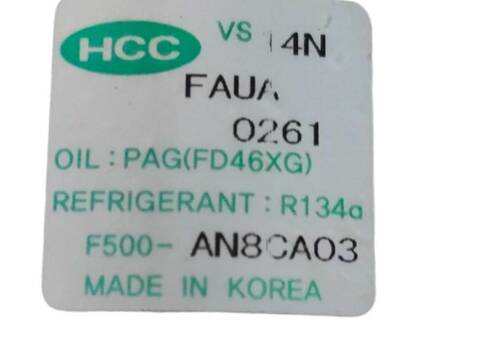 HCC VS 14N
FAUA
0261
OIL : PAG(FD46XG)
REFRIGERANT : R134a
F500- AN8CA03
MADE IN KOREA